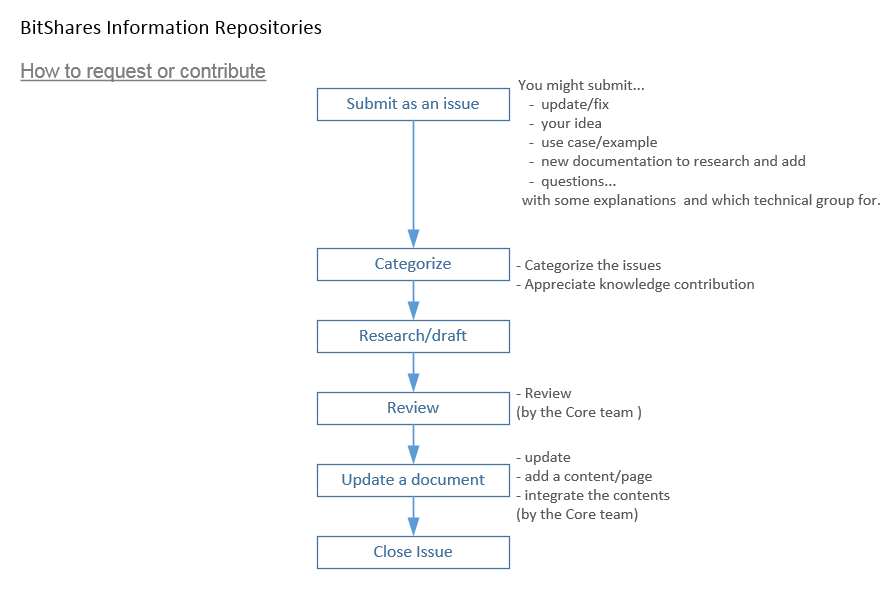 BitShares Information Repositories
How to request or contribute
Submit as an issue
You might submit...
- update/fix
- your idea
- use case/example
- new documentation to research and add
- questions...
with some explanations and which technical group for.
Categorize
- Categorize the issues
- Appreciate knowledge contribution
Research/draft
Review
- Review
(by the Core team )
Update a document
- update
- add a content/page
- integrate the contents
(by the Core team)
Close Issue